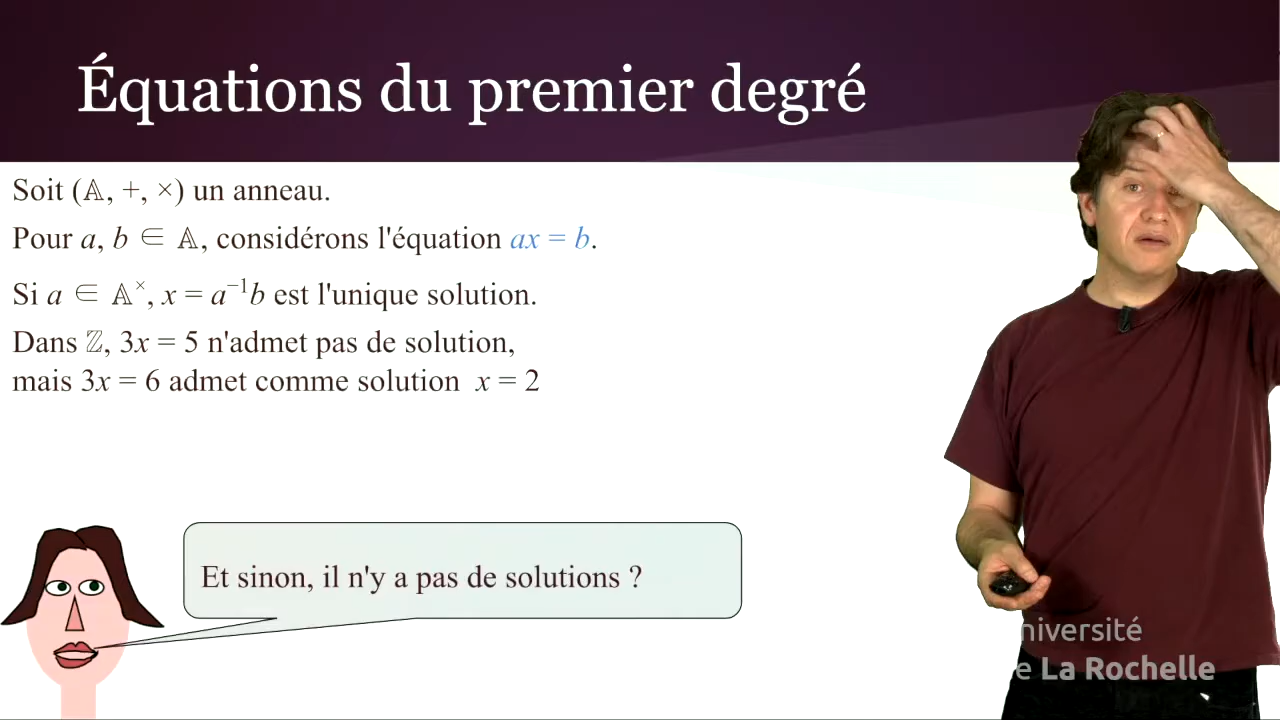 Équations du premier degré
Soit (𝔸, +, ×) un anneau.
Pour a, b ∈ 𝔸, considérons l'équation ax = b.
Si a ∈ 𝔸×, x = a⁻¹b est l'unique solution.
Dans ℤ, 3x = 5 n'admet pas de solution,
mais 3x = 6 admet comme solution x = 2
Et sinon, il n'y a pas de solutions ?
niversité
e La Rochelle